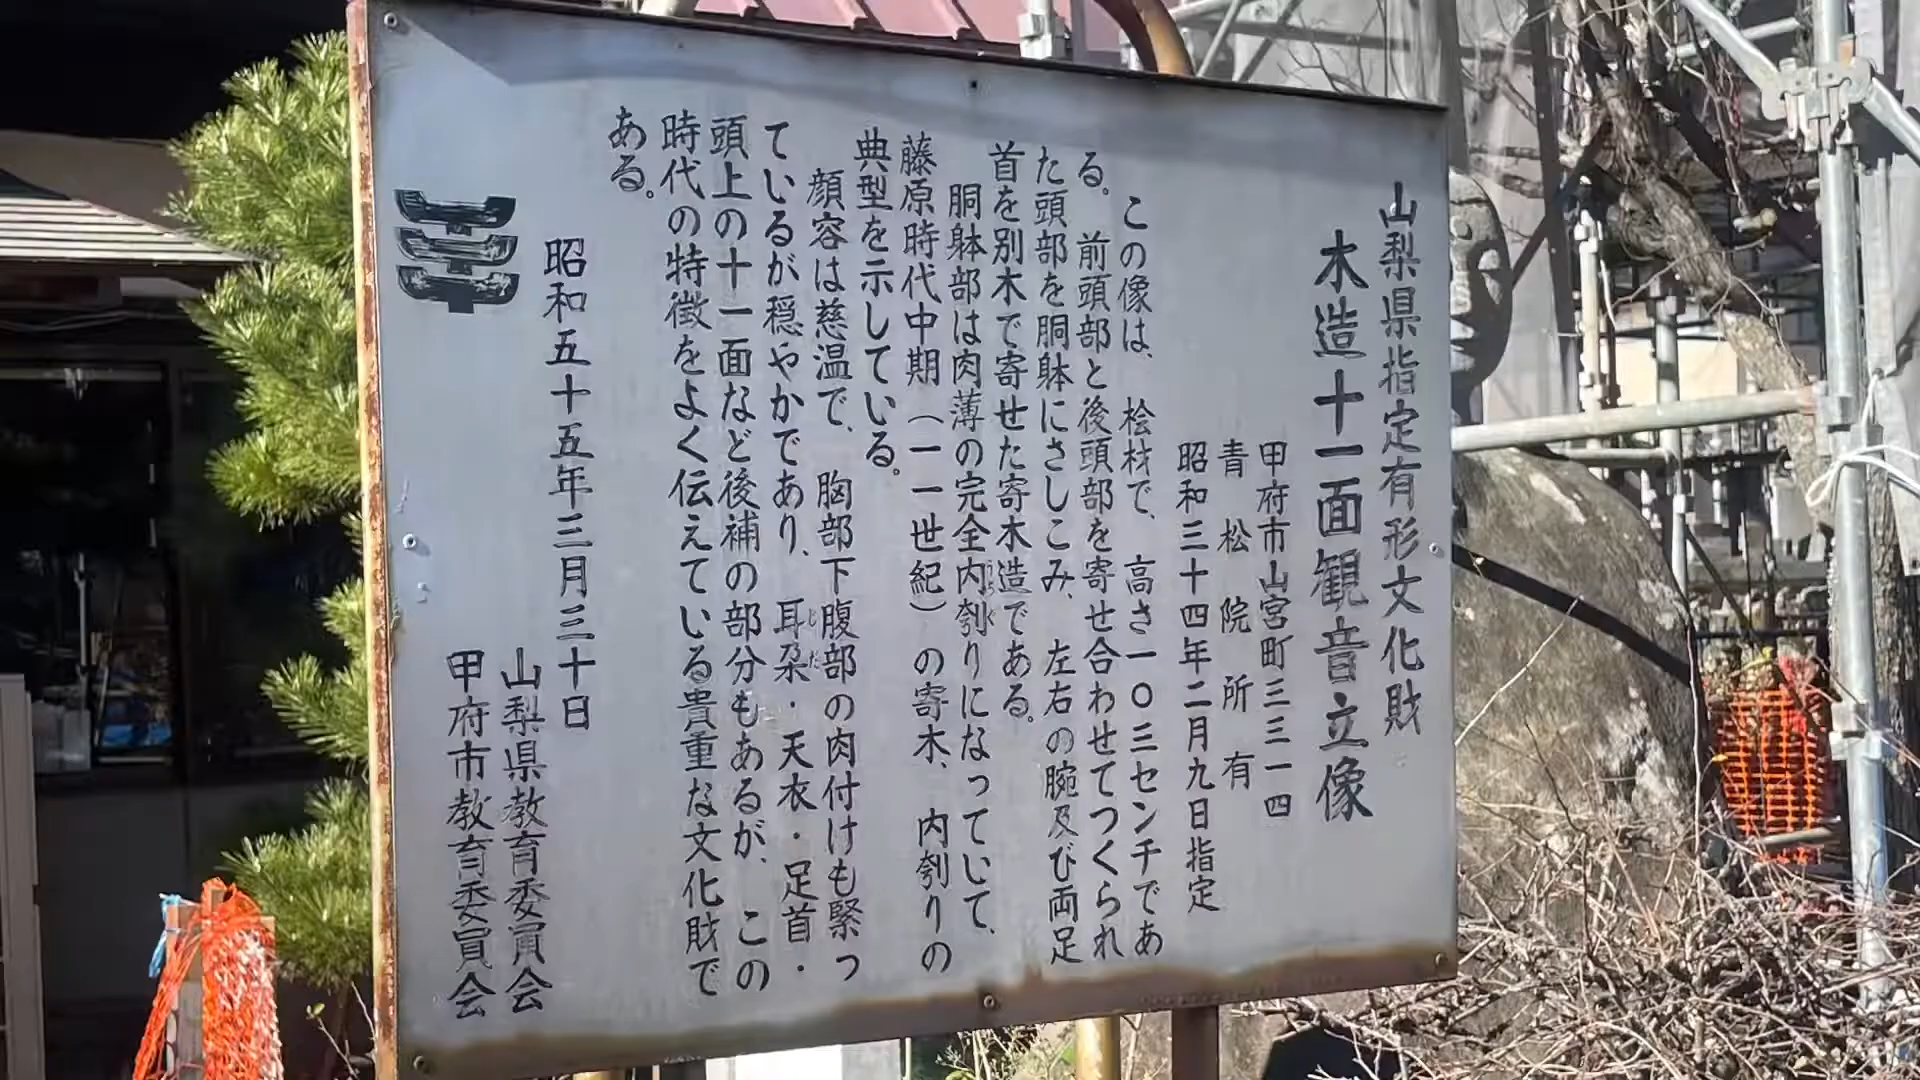 山梨県指定有形文化財
木造十一面観音立像
甲府市山宮町三三一四
青松院所有
昭和三十四年二月九日指定
この像は、桧材で、高さ一〇三センチであ
る。前頭部と後頭部を寄せ合わせてつくられ
た頭部を胴躰にさしこみ、左右の腕及び両足
首を別木で寄せた寄木造である。
胴躰部は肉薄の完全内刳りになっていて、
藤原時代中期（一一世紀）の寄木、内刳りの
典型を示している。
顔容は慈温で、胸部下腹部の肉付けも緊っ
ているが穏やかであり、耳朶・天衣・足首・
頭上の十一面など後補の部分もあるが、この
時代の特徴をよく伝えている貴重な文化財で
ある。
昭和五十五年三月三十日
山梨県教育委員会
甲府市教育委員会